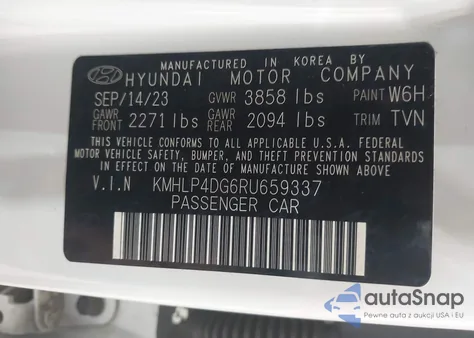 MANUFACTURED IN KOREA BY
HYUNDAI MOTOR COMPANY
SEP/14/23 GVWR 3858 lbs PAINT W6H
GAWR FRONT 2271 lbs GAWR REAR 2094 lbs TRIM TVN
THIS VEHICLE CONFORMS TO ALL APPLICABLE U.S.A. FEDERAL
MOTOR VEHICLE SAFETY, BUMPER, AND THEFT PREVENTION STANDARDS
IN EFFECT ON THE DATE OF MANUFACTURE SHOWN ABOVE.
V.I.N KMHLP4DG6RU659337
PASSENGER CAR
autoSnap
Pewne auta z aukcji USA i EU